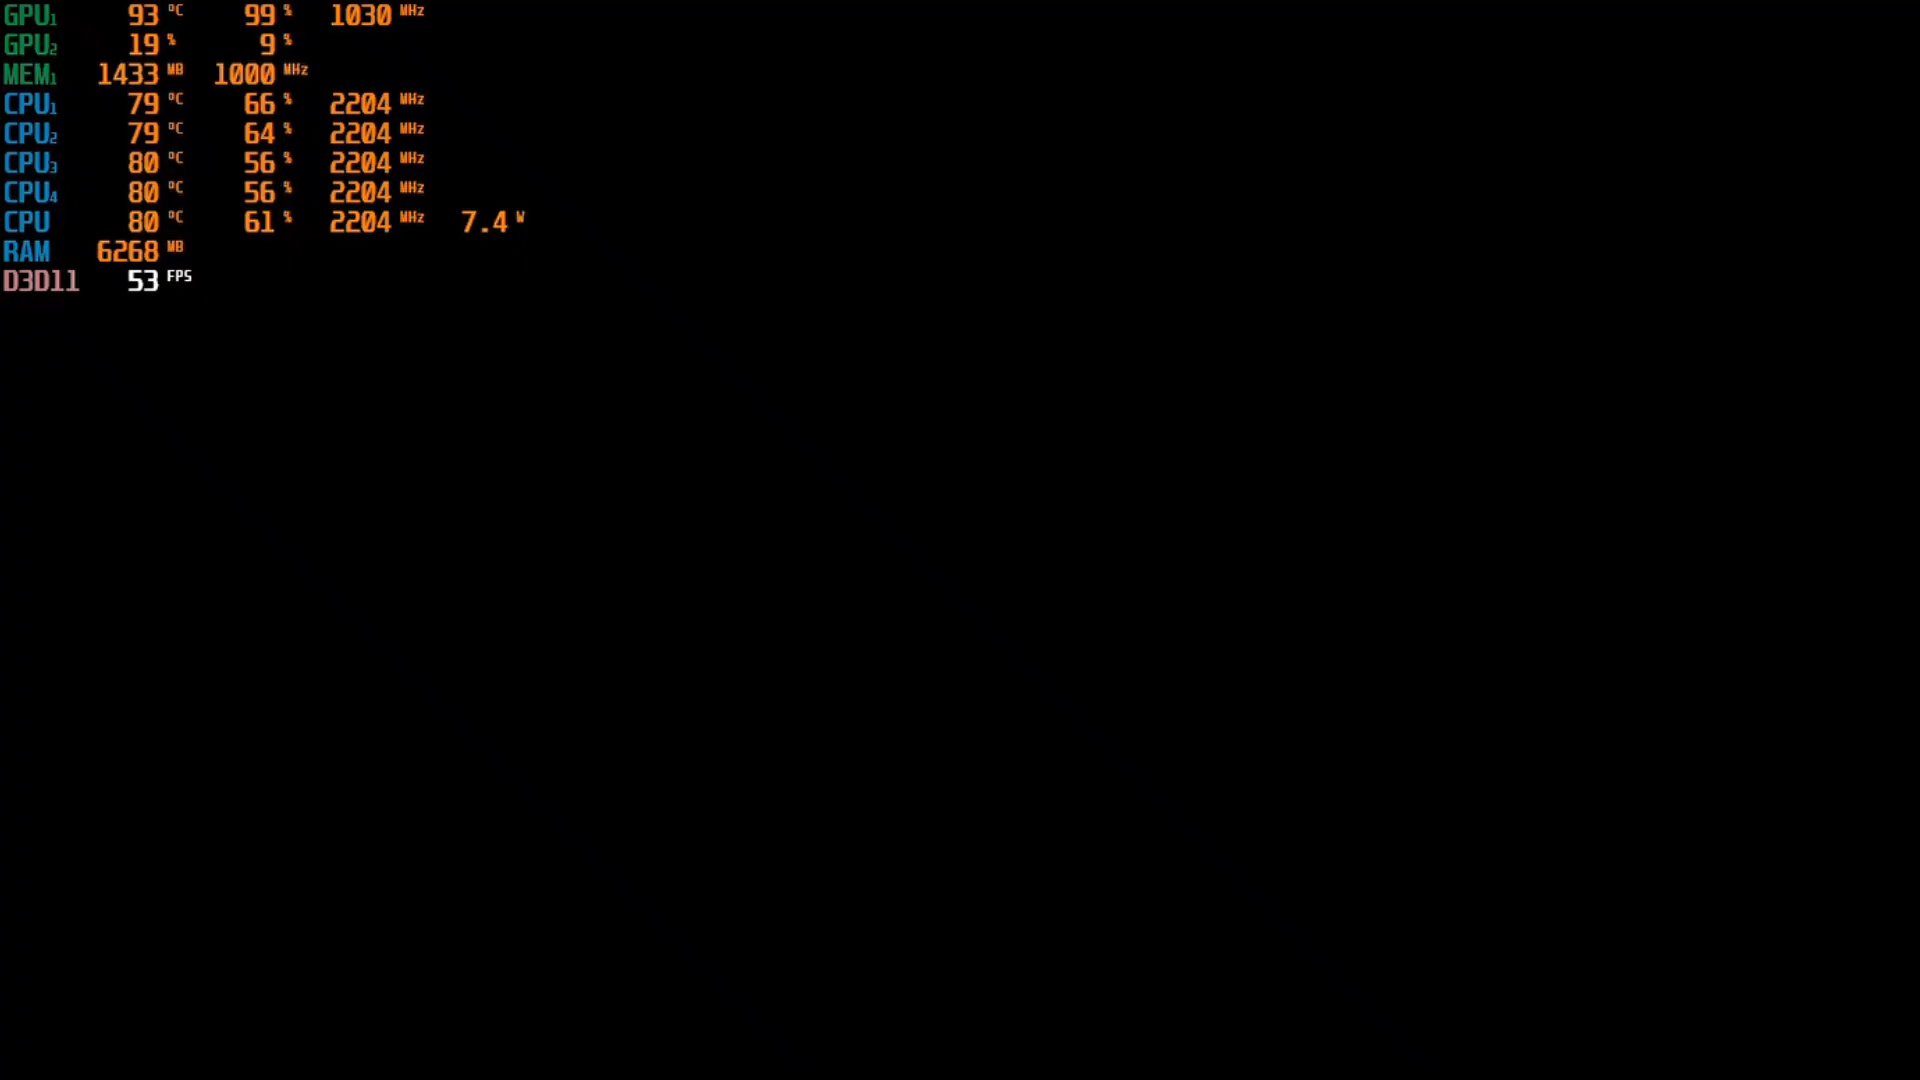 GPU1 93 °C 99 % 1030 MHz
GPU2 19 % 9 %
MEM1 1433 MB 1000 MHz
CPU1 79 °C 66 % 2204 MHz
CPU2 79 °C 64 % 2204 MHz
CPU3 80 °C 56 % 2204 MHz
CPU4 80 °C 56 % 2204 MHz
CPU 80 °C 61 % 2204 MHz 7.4 W
RAM 6268 MB
D3D11 53 FPS